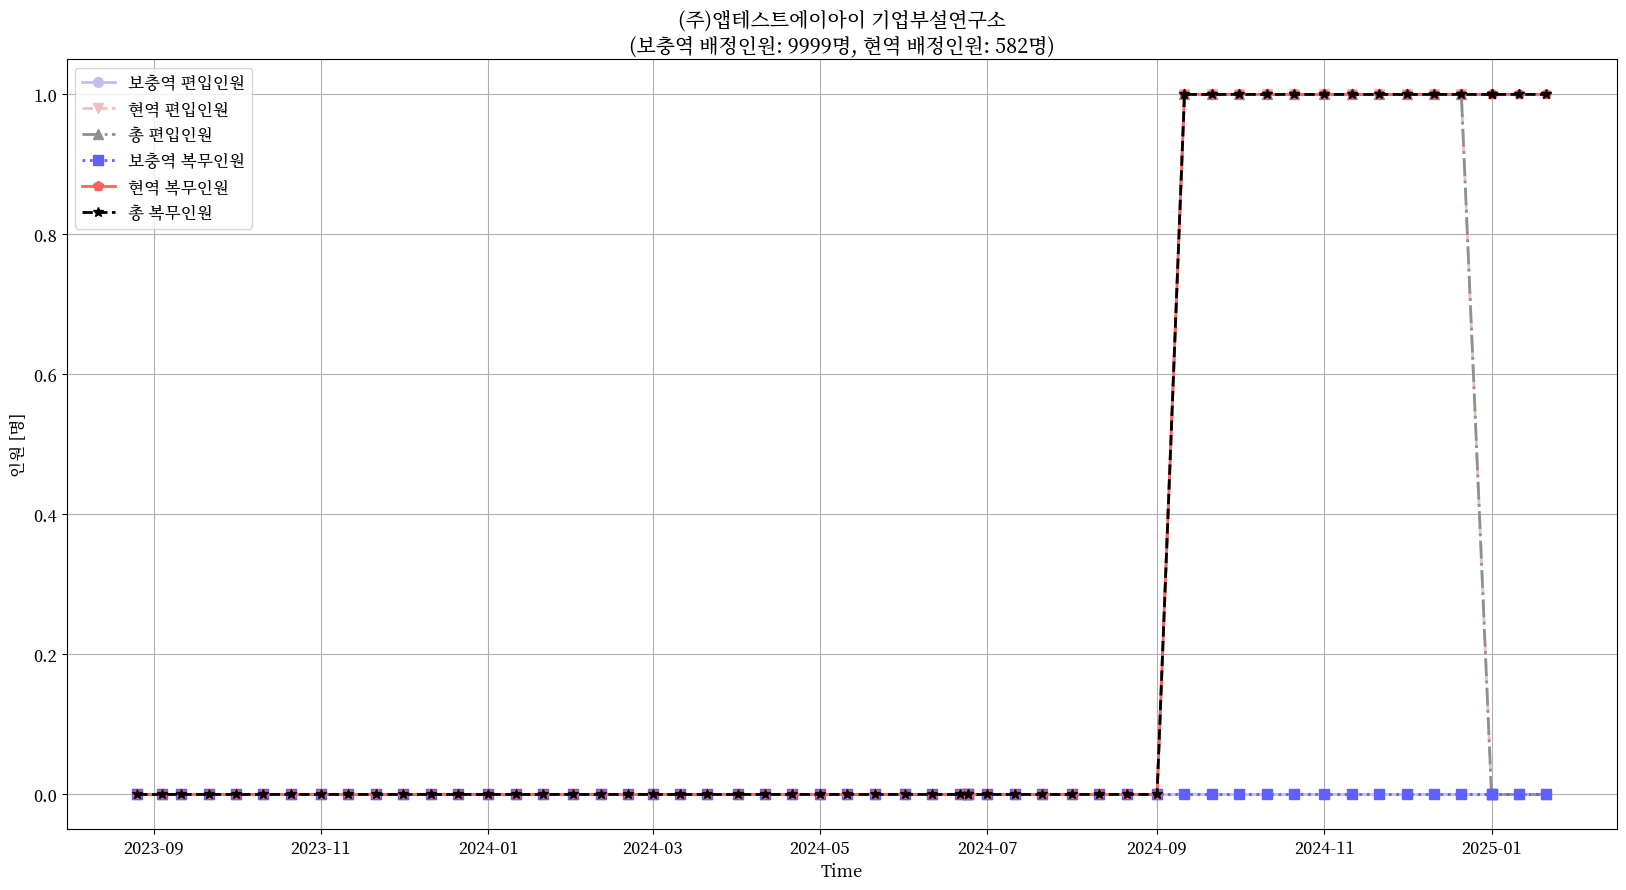 (주)앱테스트에이아이 기업부설연구소
(보충역 배정인원: 9999명, 현역 배정인원: 582명)
보충역 편입인원
현역 편입인원
총 편입인원
보충역 복무인원
현역 복무인원
총 복무인원
1.0
0.8
0.6
0.4
0.2
0.0
인원 [명]
2023-09 2023-11 2024-01 2024-03 2024-05 2024-07 2024-09 2024-11 2025-01
Time